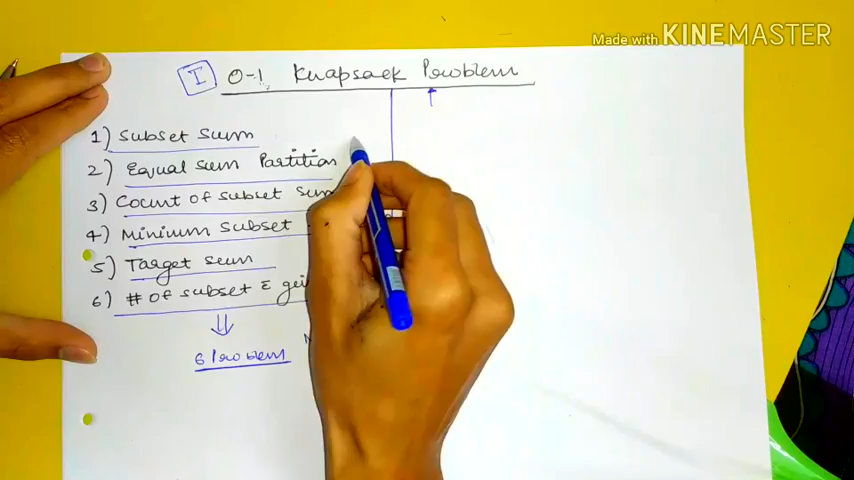 Made with KINEMASTER
I 0-1 Knapsack Problem
1) Subset sum
2) Equal sum Partition
3) Count of subset sum
4) Minimum subset
5) Target sum
6) # of subset &
6 Problem